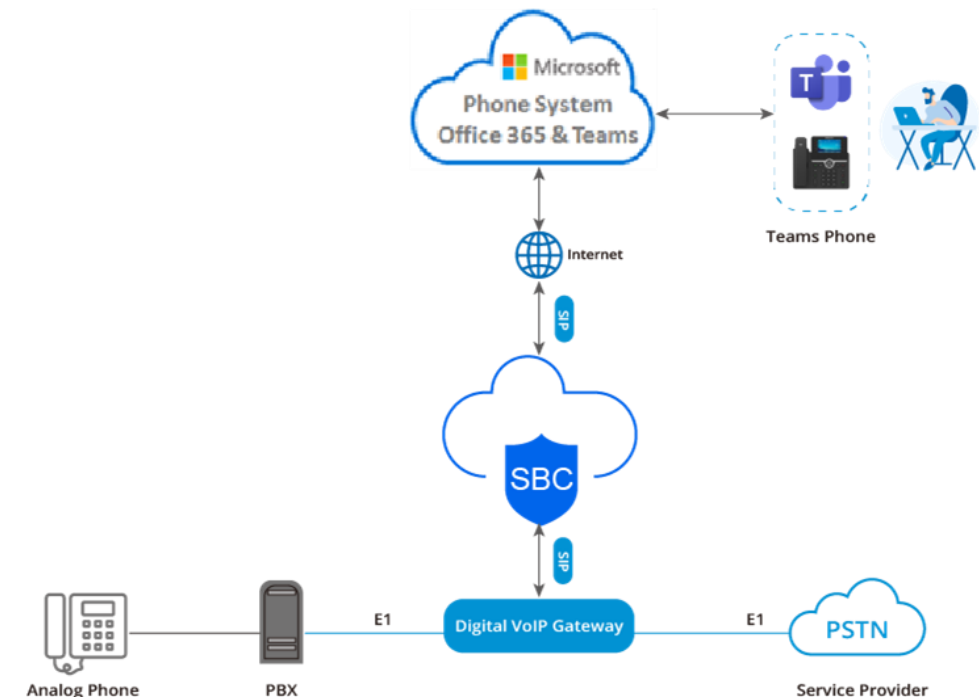 Microsoft
Phone System
Office 365 & Teams
T
Teams Phone
Internet
SIP
SBC
SIP
E1
Digital VoIP Gateway
E1
PSTN
Analog Phone
PBX
Service Provider